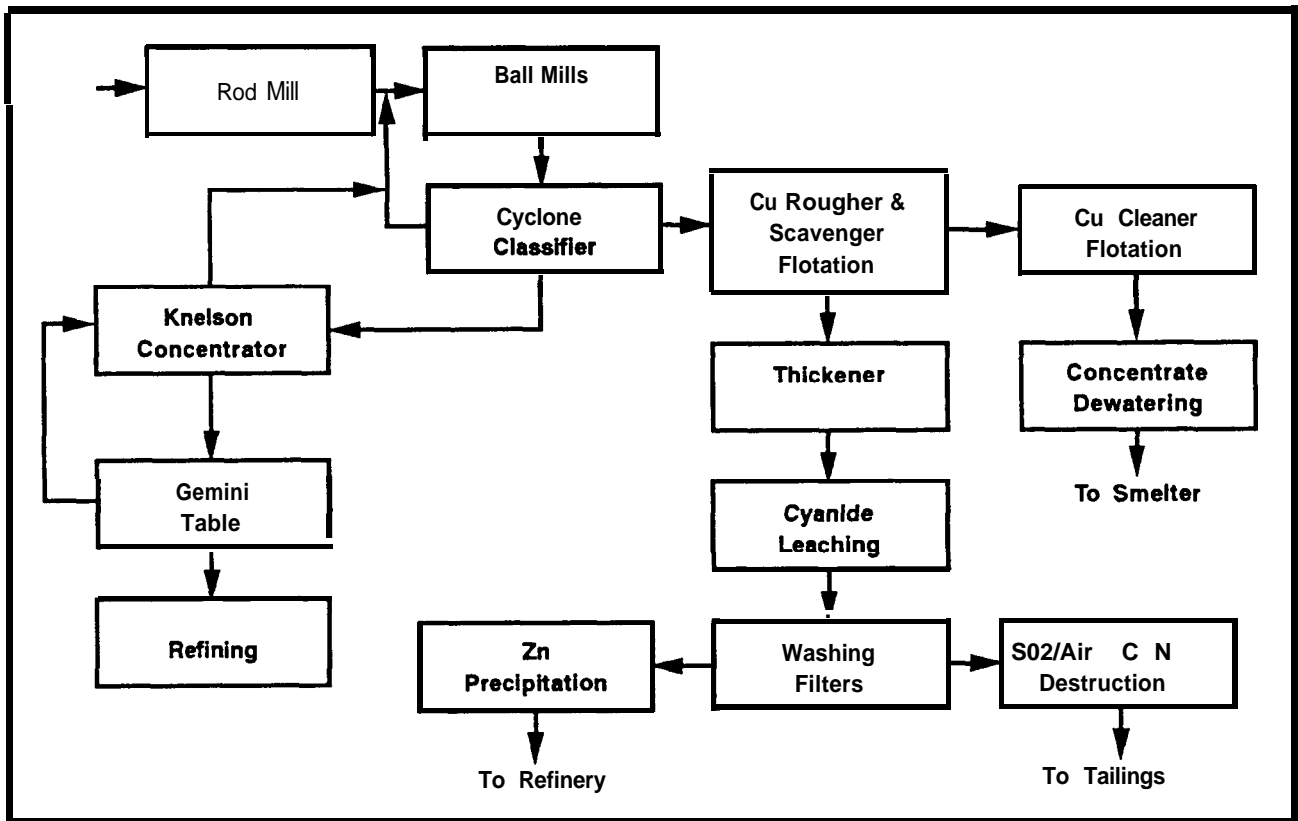 Rod Mill
Ball Mills
Cyclone
Classifier
Cu Rougher &
Scavenger
Flotation
Cu Cleaner
Flotation
Knelson
Concentrator
Thickener
Concentrate
Dewatering
Gemini
Table
Cyanide
Leaching
To Smelter
Refining
Zn
Precipitation
Washing
Filters
S02/Air C N
Destruction
To Refinery
To Tailings